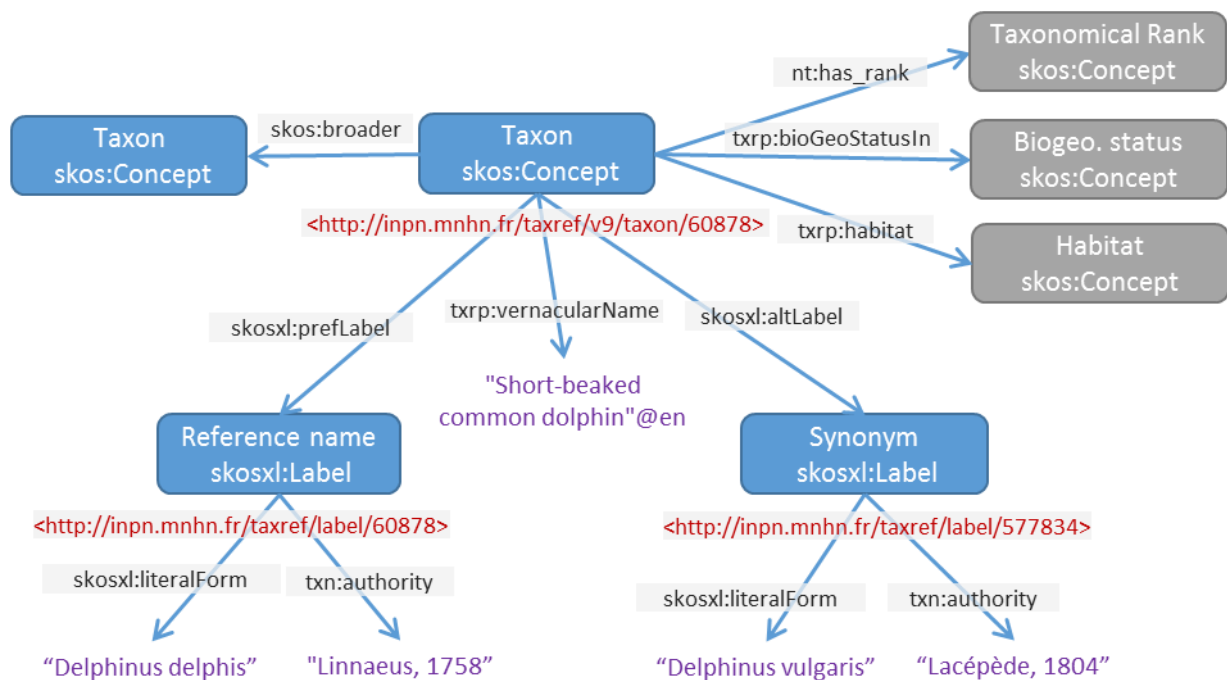 Taxonomical Rank
skos:Concept
nt:has_rank
Taxon
skos:Concept
skos:broader
Taxon
skos:Concept
txrp:bioGeoStatusIn
Biogeo. status
skos:Concept
<http://inpn.mnhn.fr/taxref/v9/taxon/60878>
txrp:habitat
Habitat
skos:Concept
skosxl:prefLabel
txrp:vernacularName
skosxl:altLabel
"Short-beaked
common dolphin"@en
Reference name
skosxl:Label
Synonym
skosxl:Label
<http://inpn.mnhn.fr/taxref/label/60878>
<http://inpn.mnhn.fr/taxref/label/577834>
skosxl:literalForm
txn:authority
skosxl:literalForm
txn:authority
“Delphinus delphis”
"Linnaeus, 1758”
“Delphinus vulgaris”
“Lacépède, 1804”